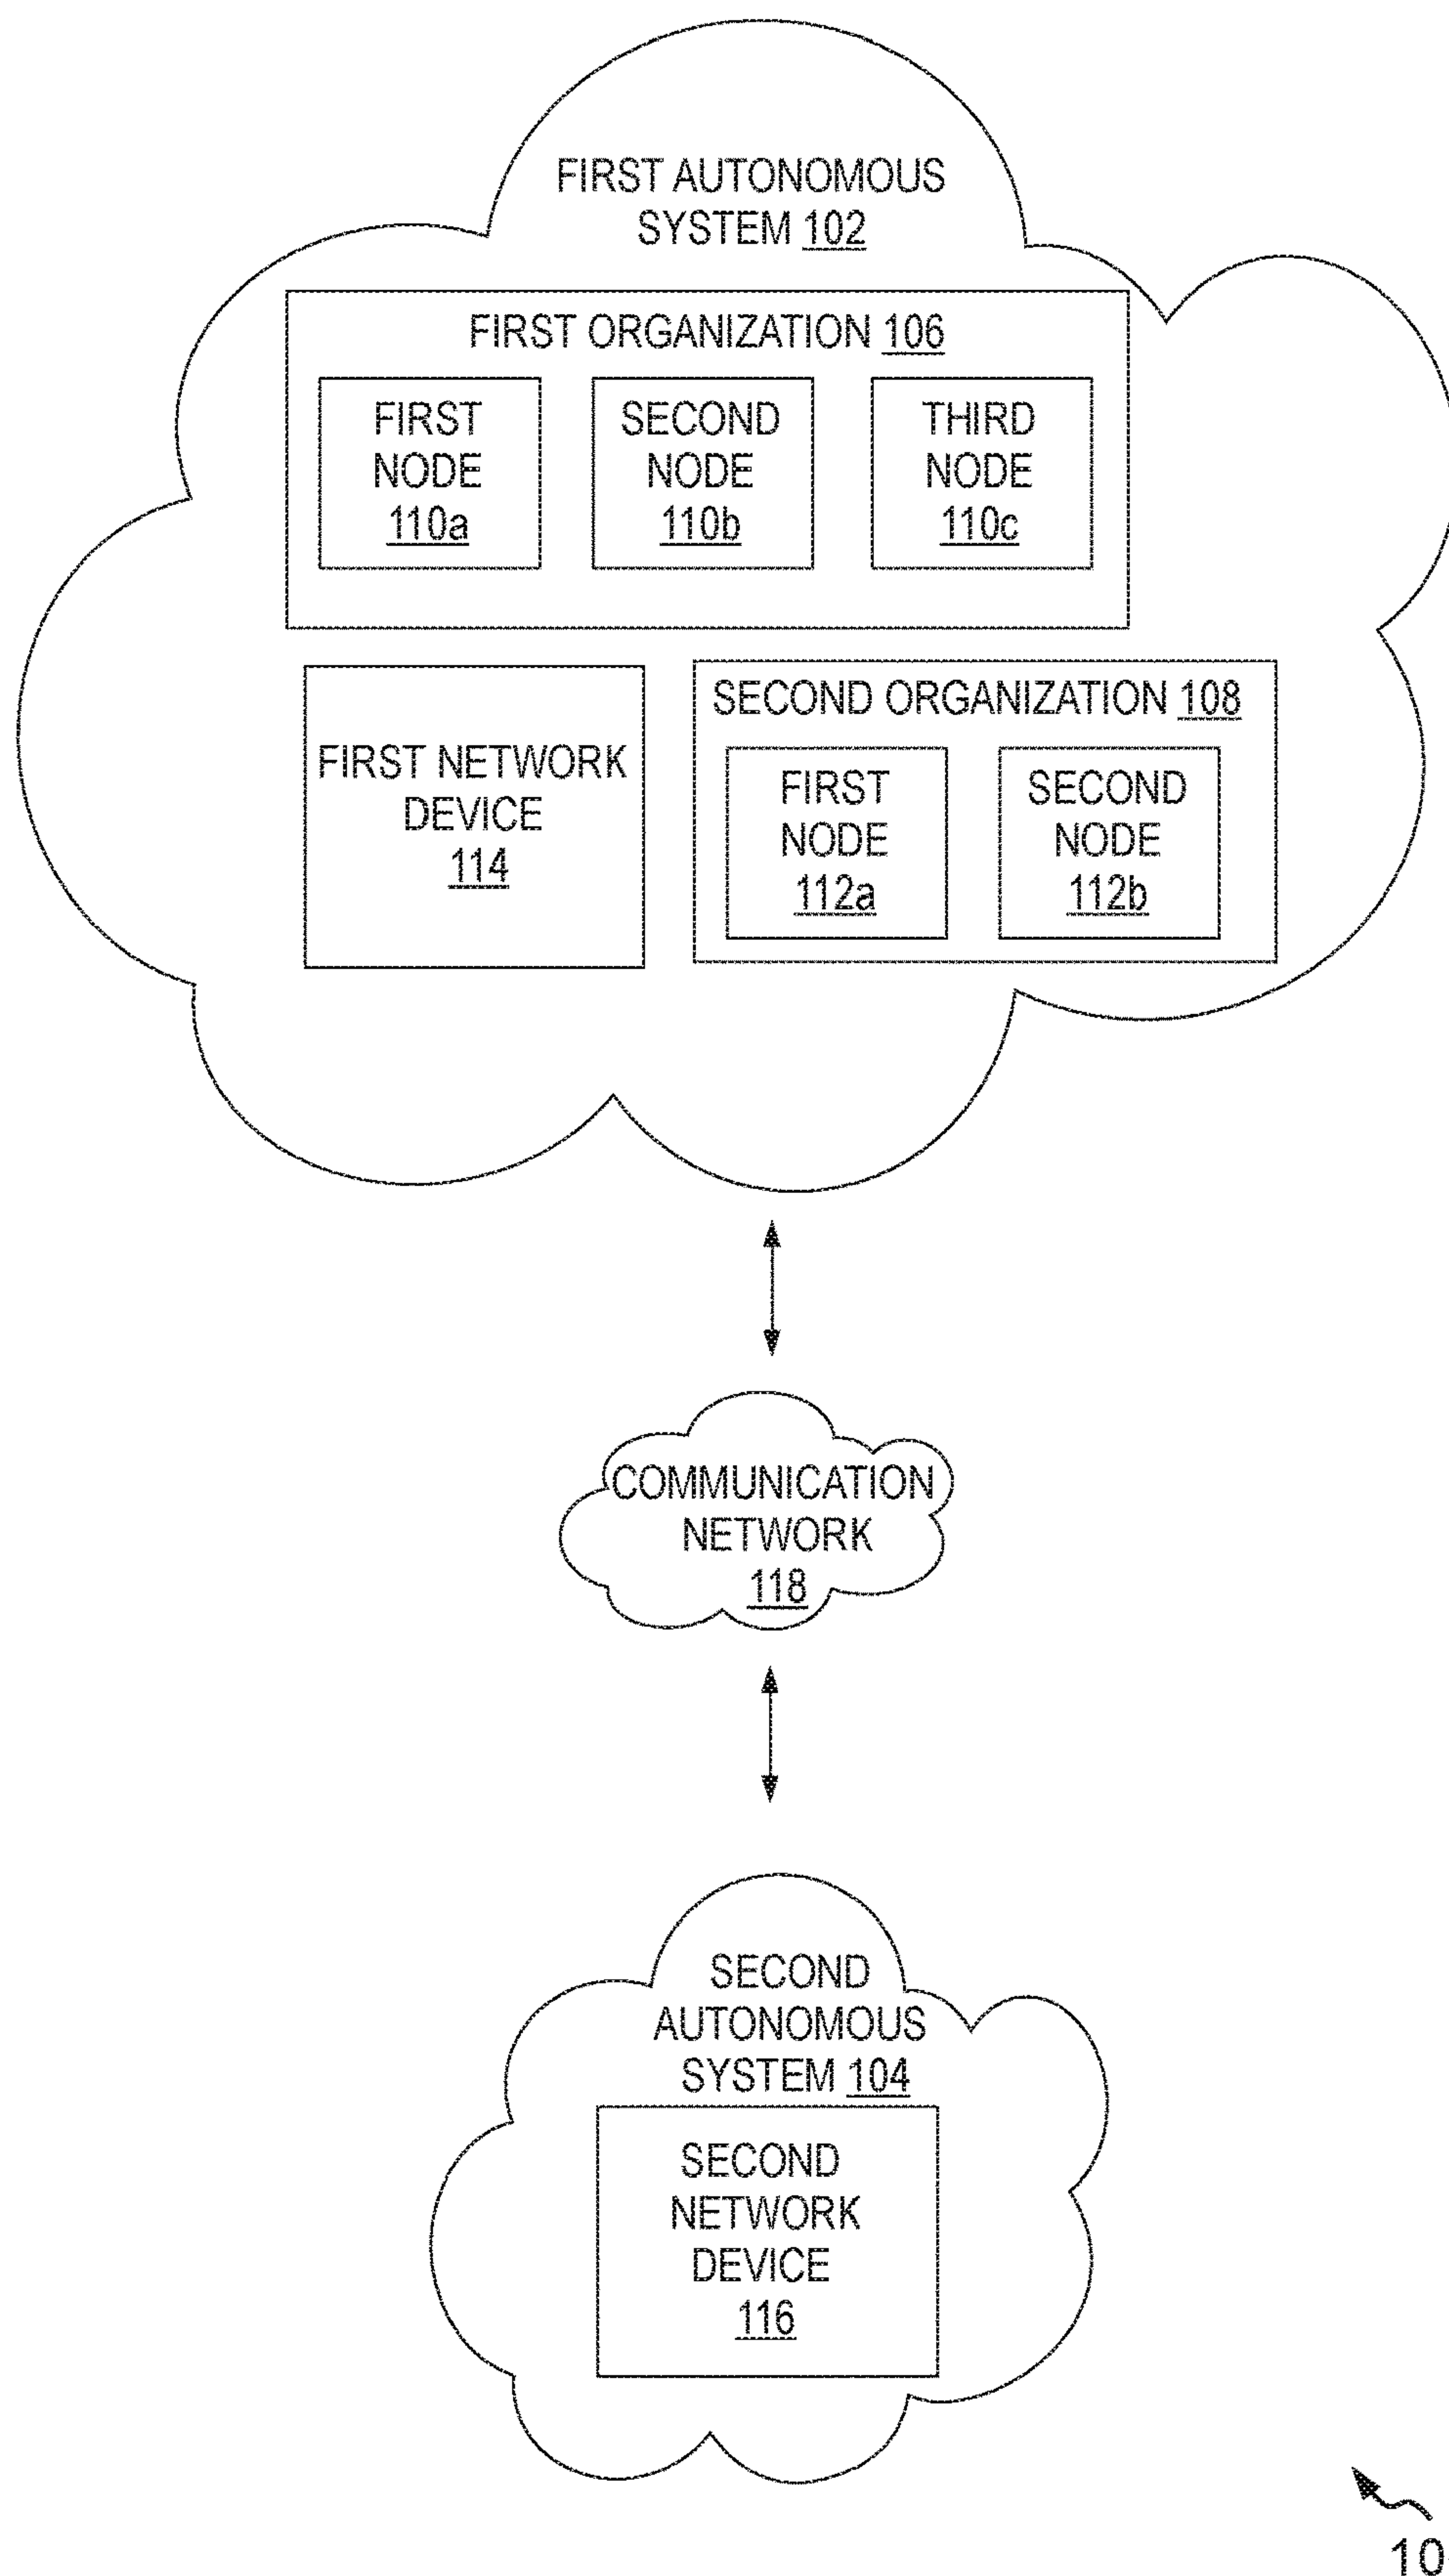 FIRST AUTONOMOUS
SYSTEM 102
FIRST ORGANIZATION 106
FIRST
NODE
110a
SECOND
NODE
110b
THIRD
NODE
110c
FIRST NETWORK
DEVICE
114
SECOND ORGANIZATION 108
FIRST
NODE
112a
SECOND
NODE
112b
COMMUNICATION
NETWORK
118
SECOND
AUTONOMOUS
SYSTEM 104
SECOND
NETWORK
DEVICE
116